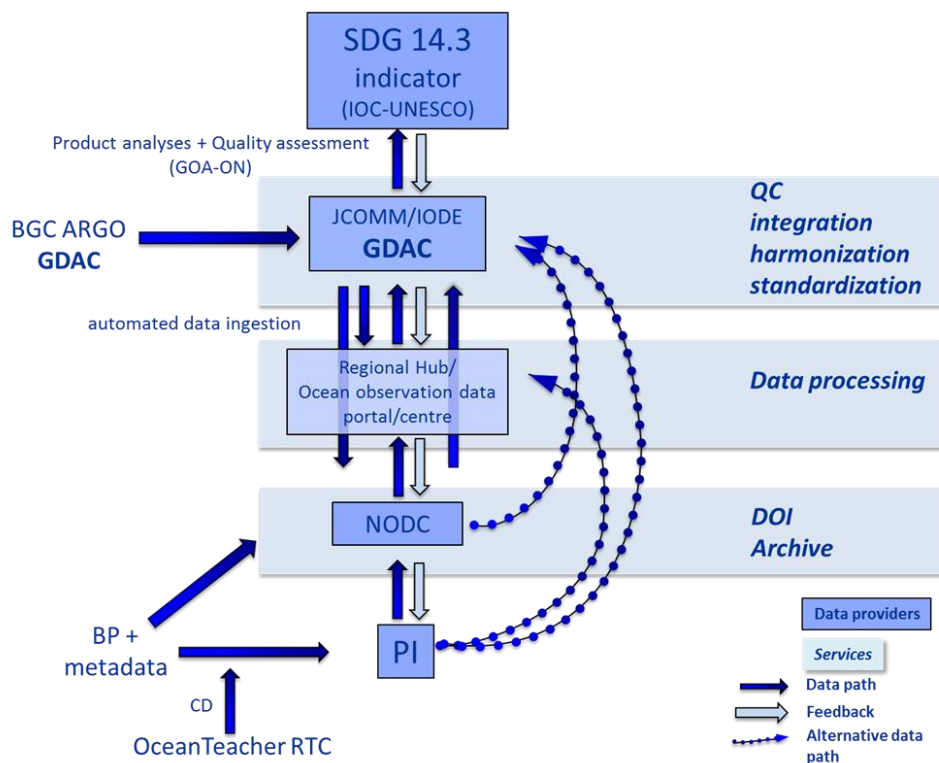 SDG 14.3
indicator
(IOC-UNESCO)
Product analyses + Quality assessment
(GOA-ON)
BGC ARGO
GDAC
JCOMM/IODE
GDAC
QC
integration
harmonization
standardization
automated data ingestion
Regional Hub/
Ocean observation data
portal/centre
Data processing
NODC
DOI
Archive
BP +
metadata
PI
CD
OceanTeacher RTC
Data providers
Services
Data path
Feedback
Alternative data
path